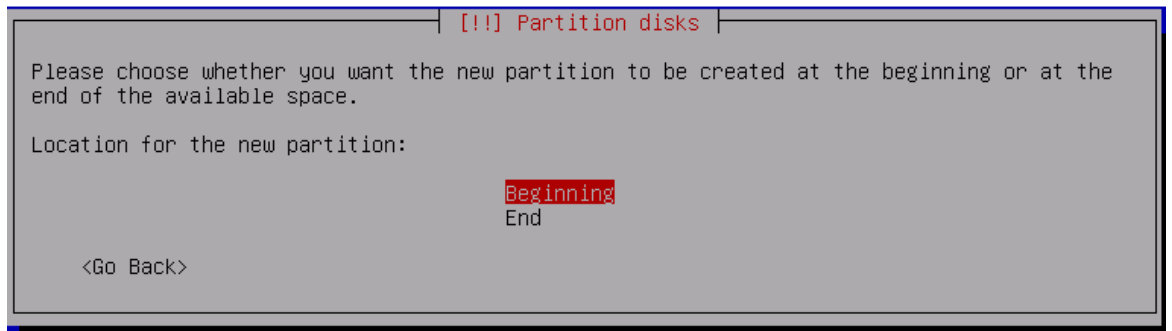 [!!] Partition disks
Please choose whether you want the new partition to be created at the beginning or at the
end of the available space.
Location for the new partition:
Beginning
End
<Go Back>